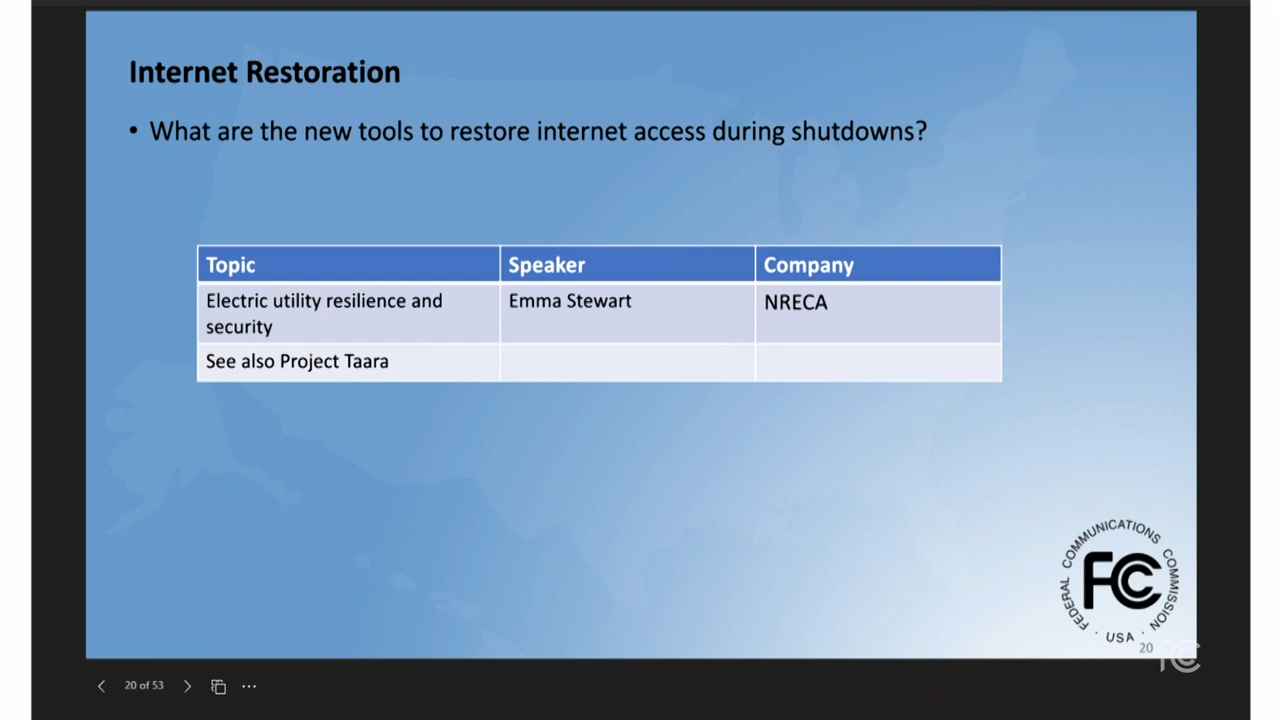 Internet Restoration
• What are the new tools to restore internet access during shutdowns?
Topic Speaker Company
Electric utility resilience and security Emma Stewart NRECA
See also Project Taara
FEDERAL COMMUNICATIONS COMMISSION · USA ·
FCC
20
FCC
20 of 53